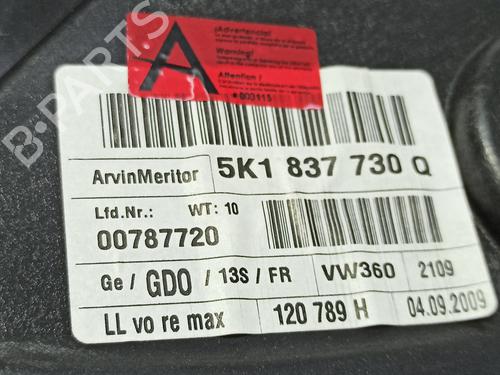 ¡Advertencia!
Warning!
Attention !
A
B-PARTS
ArvinMeritor 5K1 837 730 Q
Lfd.Nr.: WT: 10
00787720
Ge / GDO / 13S / FR VW360 2109
LL vo re max 120 789 H 04.09.2009